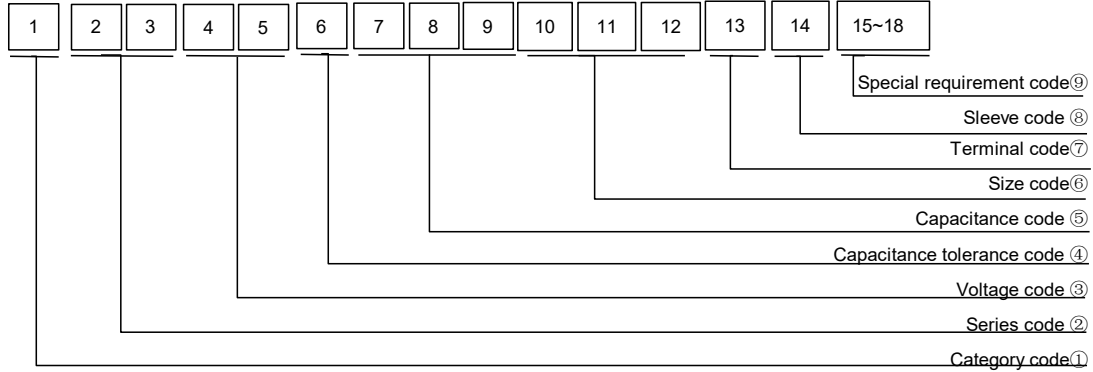 1 2 3 4 5 6 7 8 9 10 11 12 13 14 15~18
Special requirement code⑨
Sleeve code ⑧
Terminal code⑦
Size code⑥
Capacitance code ⑤
Capacitance tolerance code ④
Voltage code ③
Series code ②
Category code①